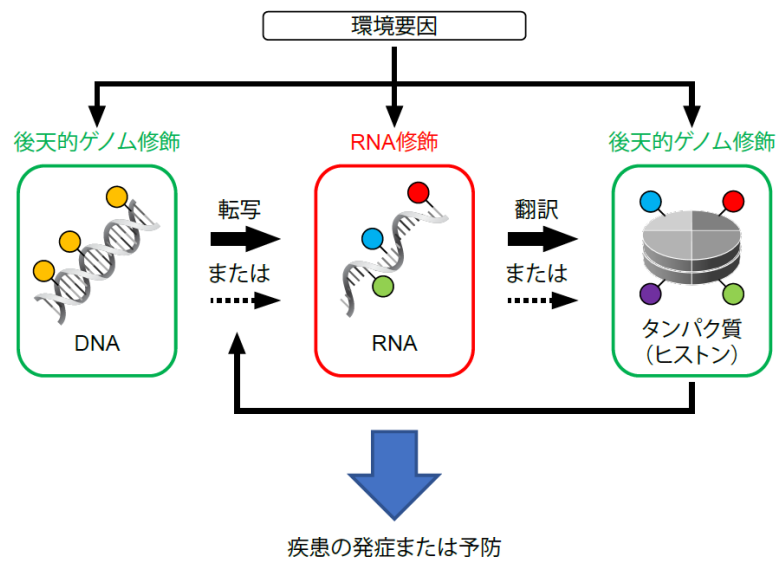 環境要因
後天的ゲノム修飾
RNA修飾
後天的ゲノム修飾
転写
または
翻訳
または
DNA
RNA
タンパク質
（ヒストン）
疾患の発症または予防